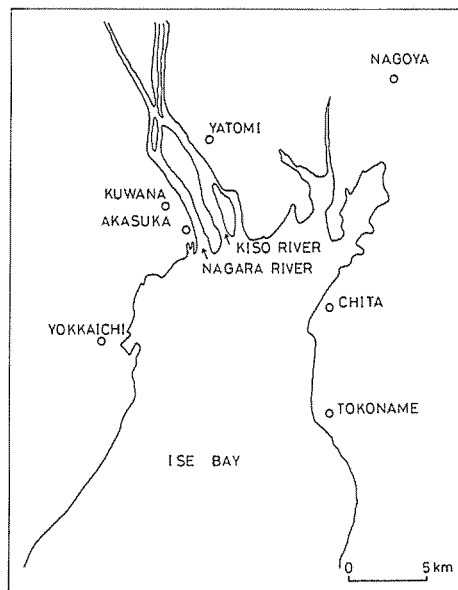 NAGOYA
YATOMI
KUWANA
AKASUKA
KISO RIVER
NAGARA RIVER
CHITA
YOKKAICHI
TOKONAME
ISE BAY
0 5 km